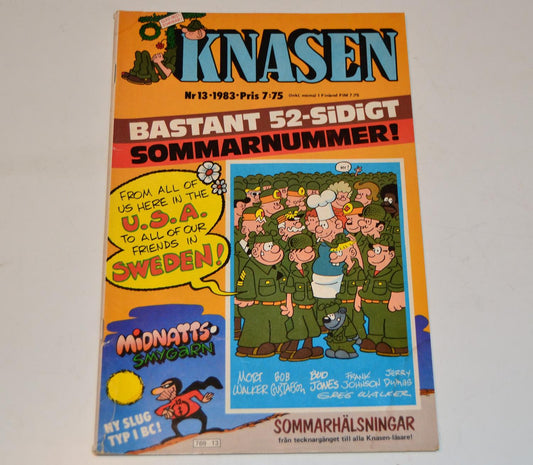 KNASEN
Nr 13 • 1983 • Pris 7:75
BASTANT 52-SiDiGT
SOMMARNUMMER!
FROM ALL OF
US HERE IN THE
U.S.A.
TO ALL OF OUR
FRIENDS IN
SWEDEN!
MiDNATTS-
SMYGARN
NY SLUG
TYP I BC!
768 13
MORT
WALKER
BOB
GUSTAFSON
BUD
JONES
FRANK
JOHNSON
JERRY
DUMAS
GREG WALKER
SOMMARHÄLSNINGAR
från tecknargänget till alla Knasen-läsare!